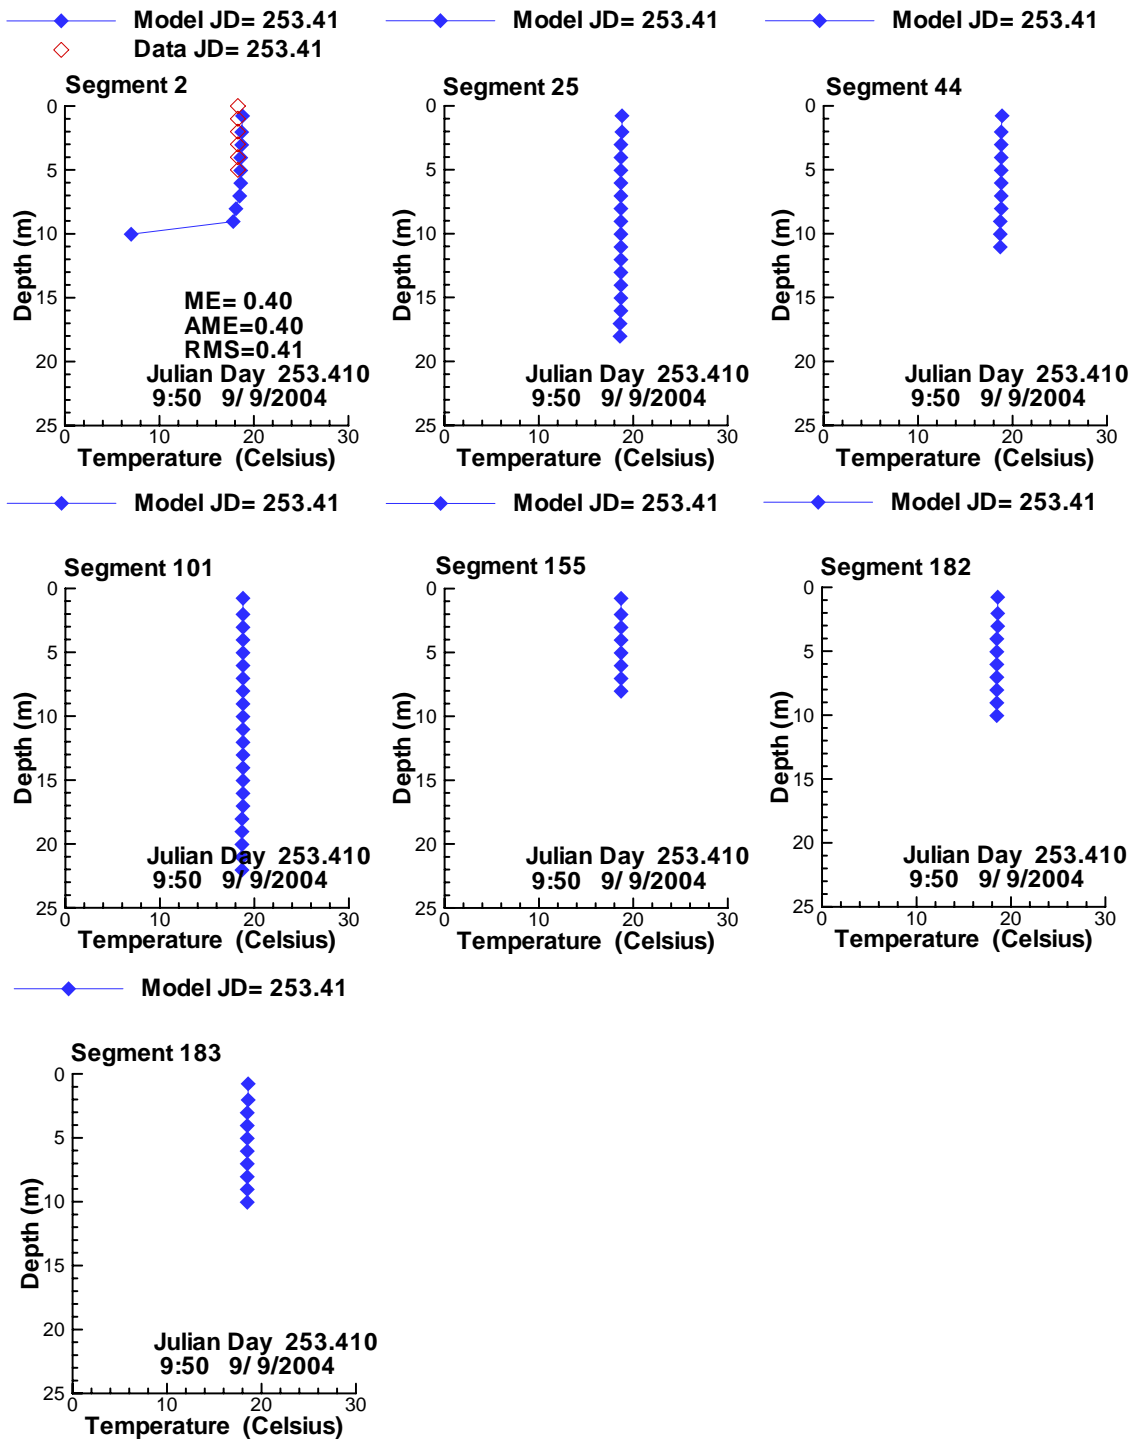 Model JD= 253.41
Data JD= 253.41
Segment 2
0
5
10
15
20
25
Depth (m)
ME= 0.40
AME=0.40
RMS=0.41
Julian Day 253.410
9:50 9/ 9/2004
0 10 20 30
Temperature (Celsius)
Model JD= 253.41
Segment 25
0
5
10
15
20
25
Depth (m)
Julian Day 253.410
9:50 9/ 9/2004
0 10 20 30
Temperature (Celsius)
Model JD= 253.41
Segment 44
0
5
10
15
20
25
Depth (m)
Julian Day 253.410
9:50 9/ 9/2004
0 10 20 30
Temperature (Celsius)
Model JD= 253.41
Segment 101
0
5
10
15
20
25
Depth (m)
Julian Day 253.410
9:50 9/ 9/2004
0 10 20 30
Temperature (Celsius)
Model JD= 253.41
Segment 155
0
5
10
15
20
25
Depth (m)
Julian Day 253.410
9:50 9/ 9/2004
0 10 20 30
Temperature (Celsius)
Model JD= 253.41
Segment 182
0
5
10
15
20
25
Depth (m)
Julian Day 253.410
9:50 9/ 9/2004
0 10 20 30
Temperature (Celsius)
Model JD= 253.41
Segment 183
0
5
10
15
20
25
Depth (m)
Julian Day 253.410
9:50 9/ 9/2004
0 10 20 30
Temperature (Celsius)